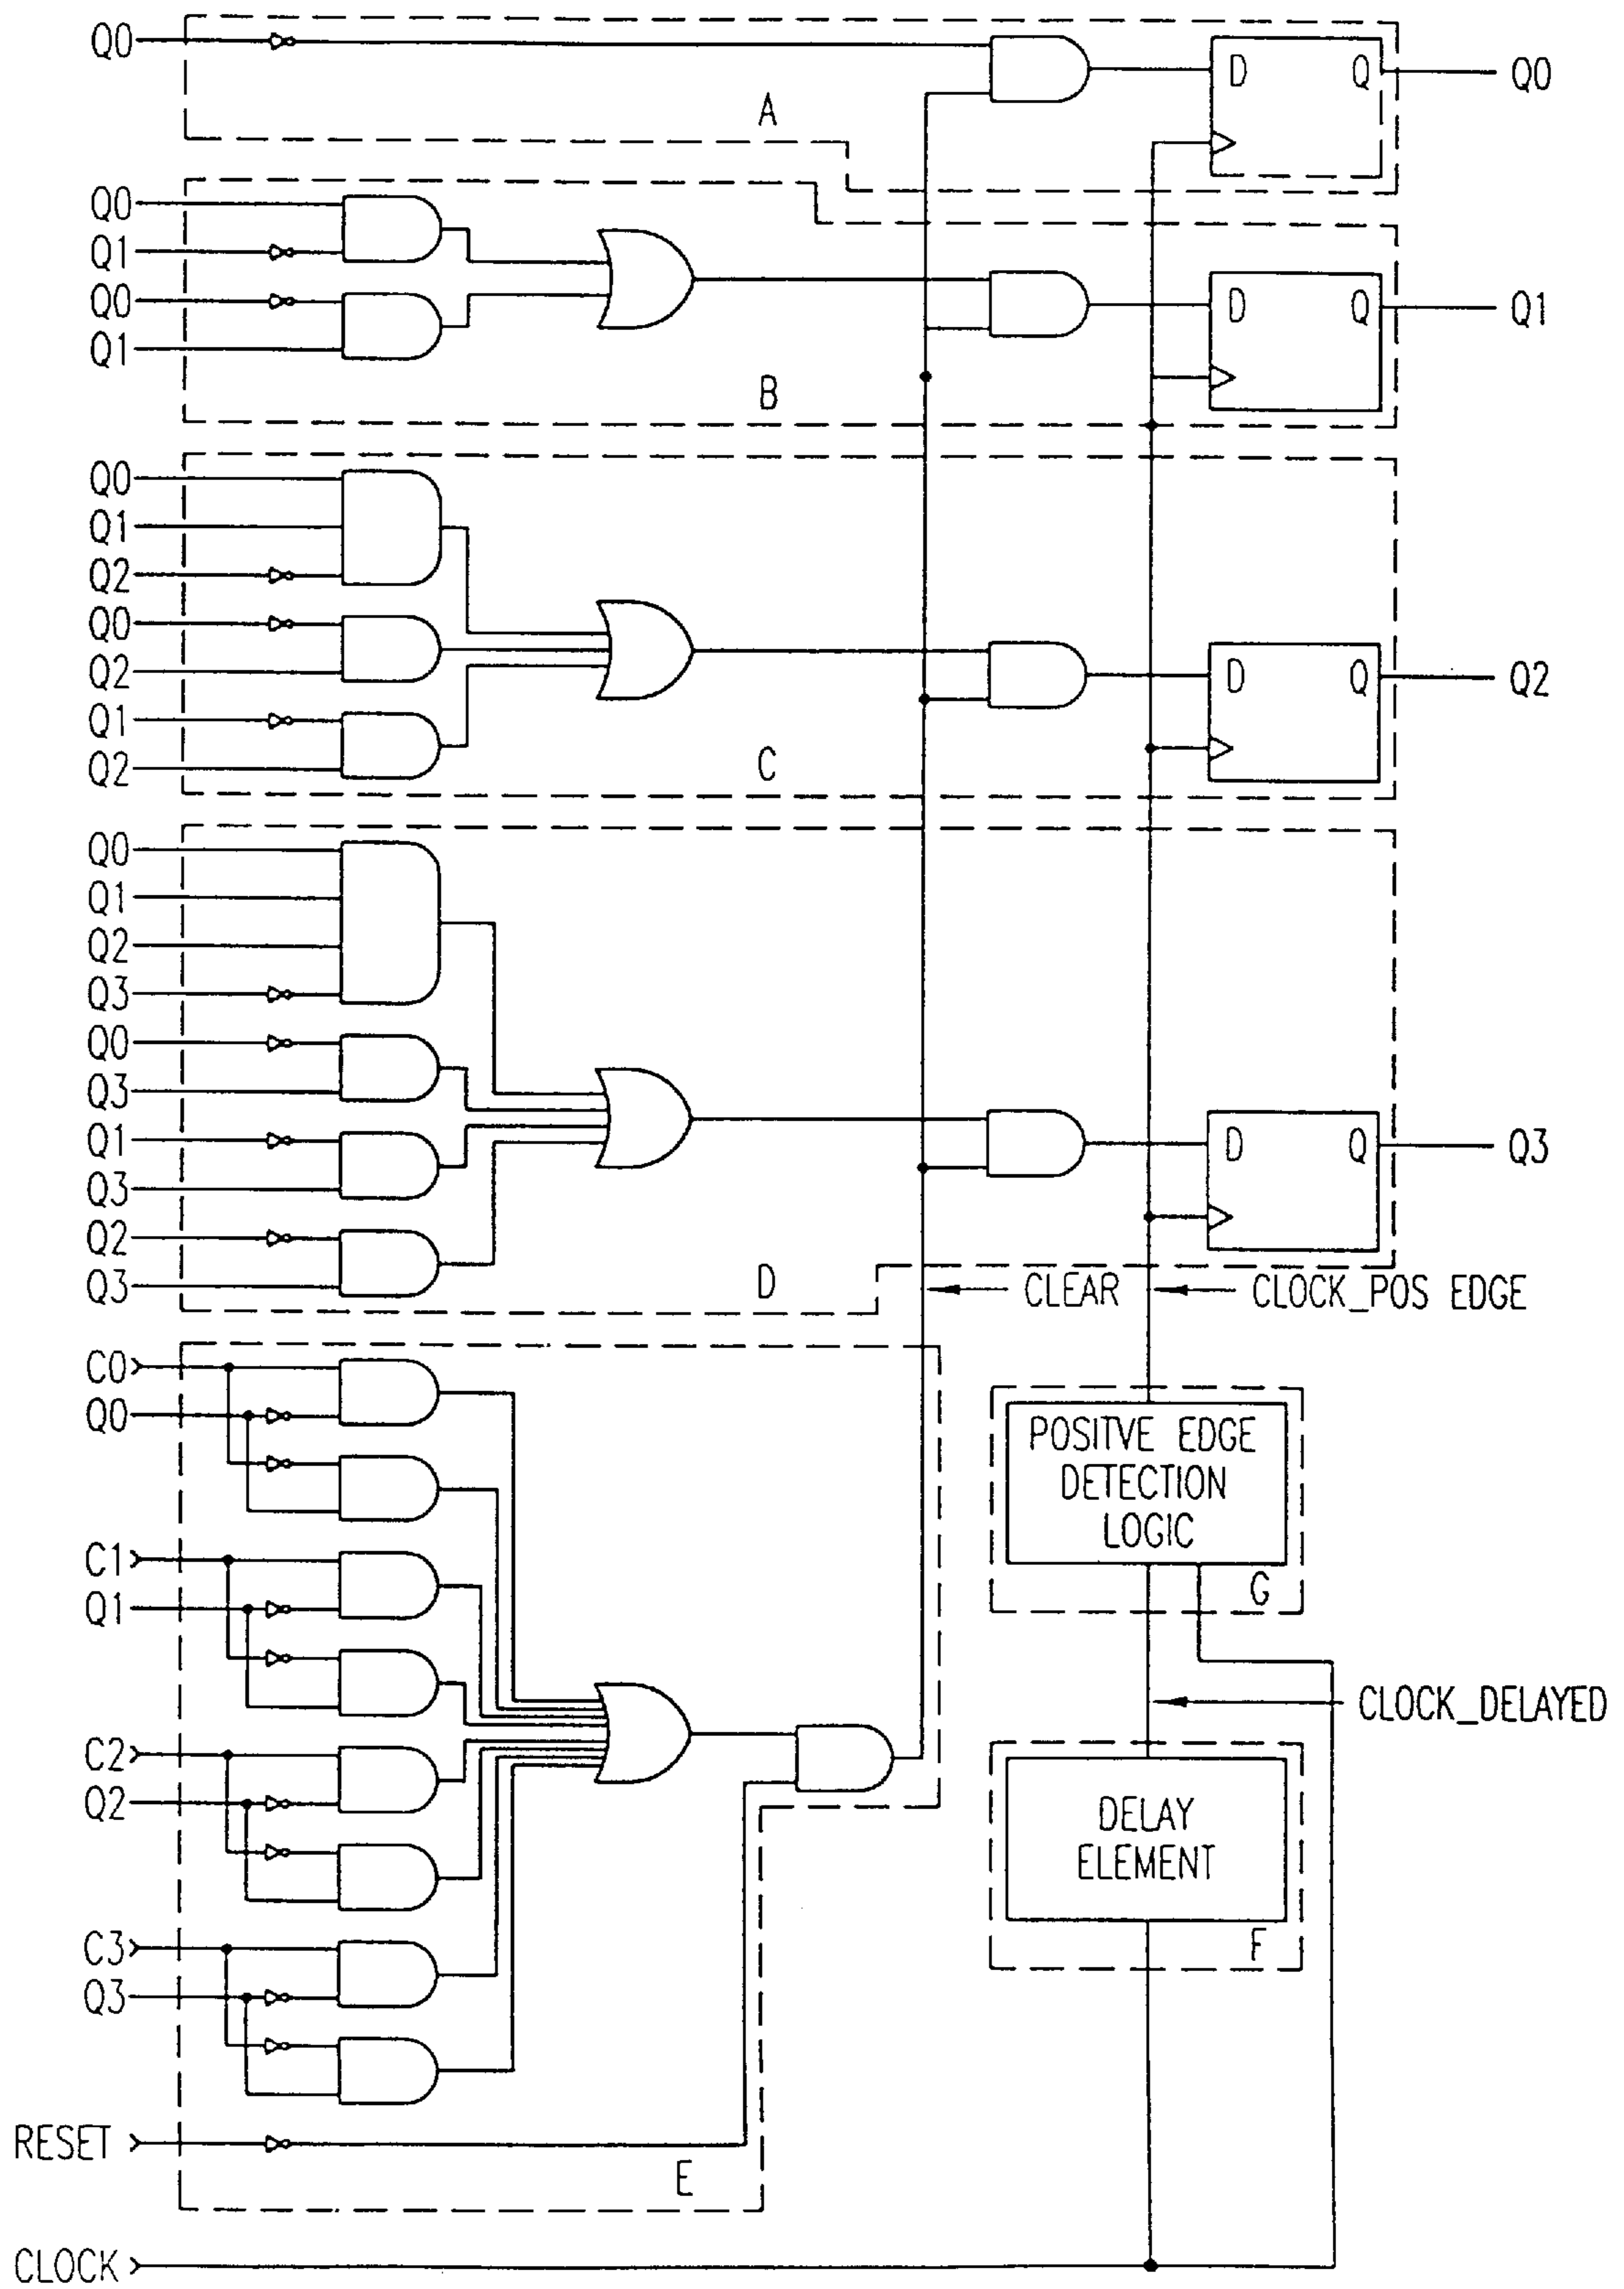 Q0
D Q
Q0
A
Q0
Q1
Q0
Q1
D Q
Q1
B
Q0
Q1
Q2
Q0
Q2
Q1
Q2
D Q
Q2
C
Q0
Q1
Q2
Q3
Q0
Q3
Q1
Q3
Q2
Q3
D Q
Q3
D
CLEAR
CLOCK_POS EDGE
C0
Q0
C1
Q1
C2
Q2
C3
Q3
RESET
E
POSITVE EDGE
DETECTION
LOGIC
G
CLOCK_DELAYED
DELAY
ELEMENT
F
CLOCK